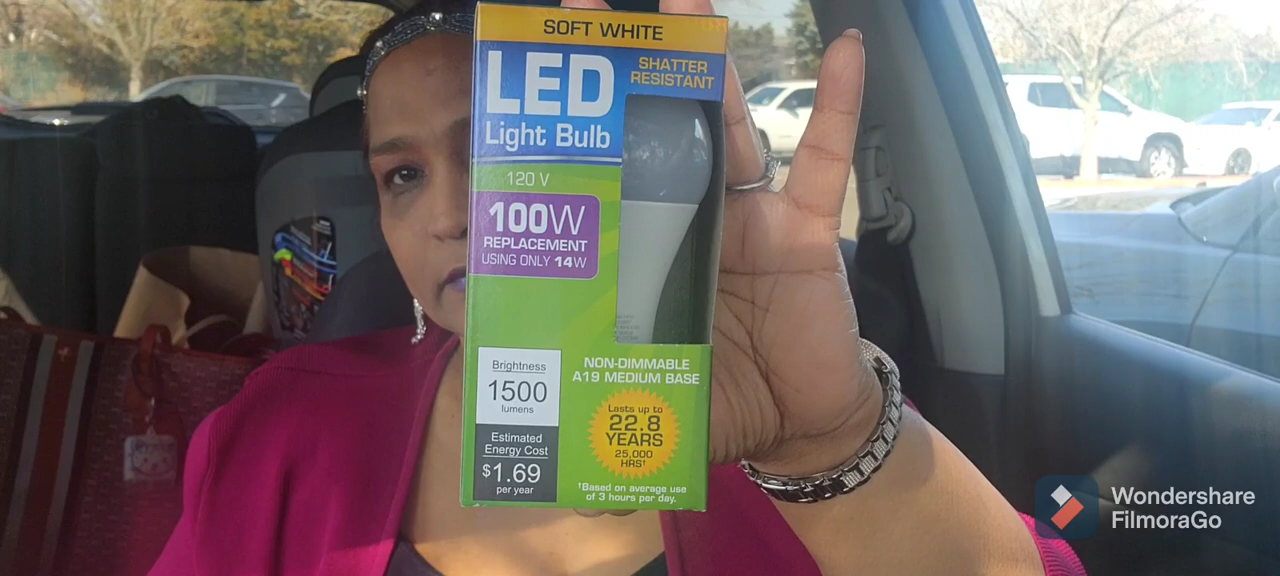 SOFT WHITE
LED
Light Bulb
SHATTER
RESISTANT
120 V
100W
REPLACEMENT
USING ONLY 14W
Brightness
1500
lumens
Estimated
Energy Cost
$1.69
per year
NON-DIMMABLE
A19 MEDIUM BASE
Lasts up to
22.8
YEARS
25,000
HRS†
†Based on average use
of 3 hours per day.
Wondershare
FilmoraGo